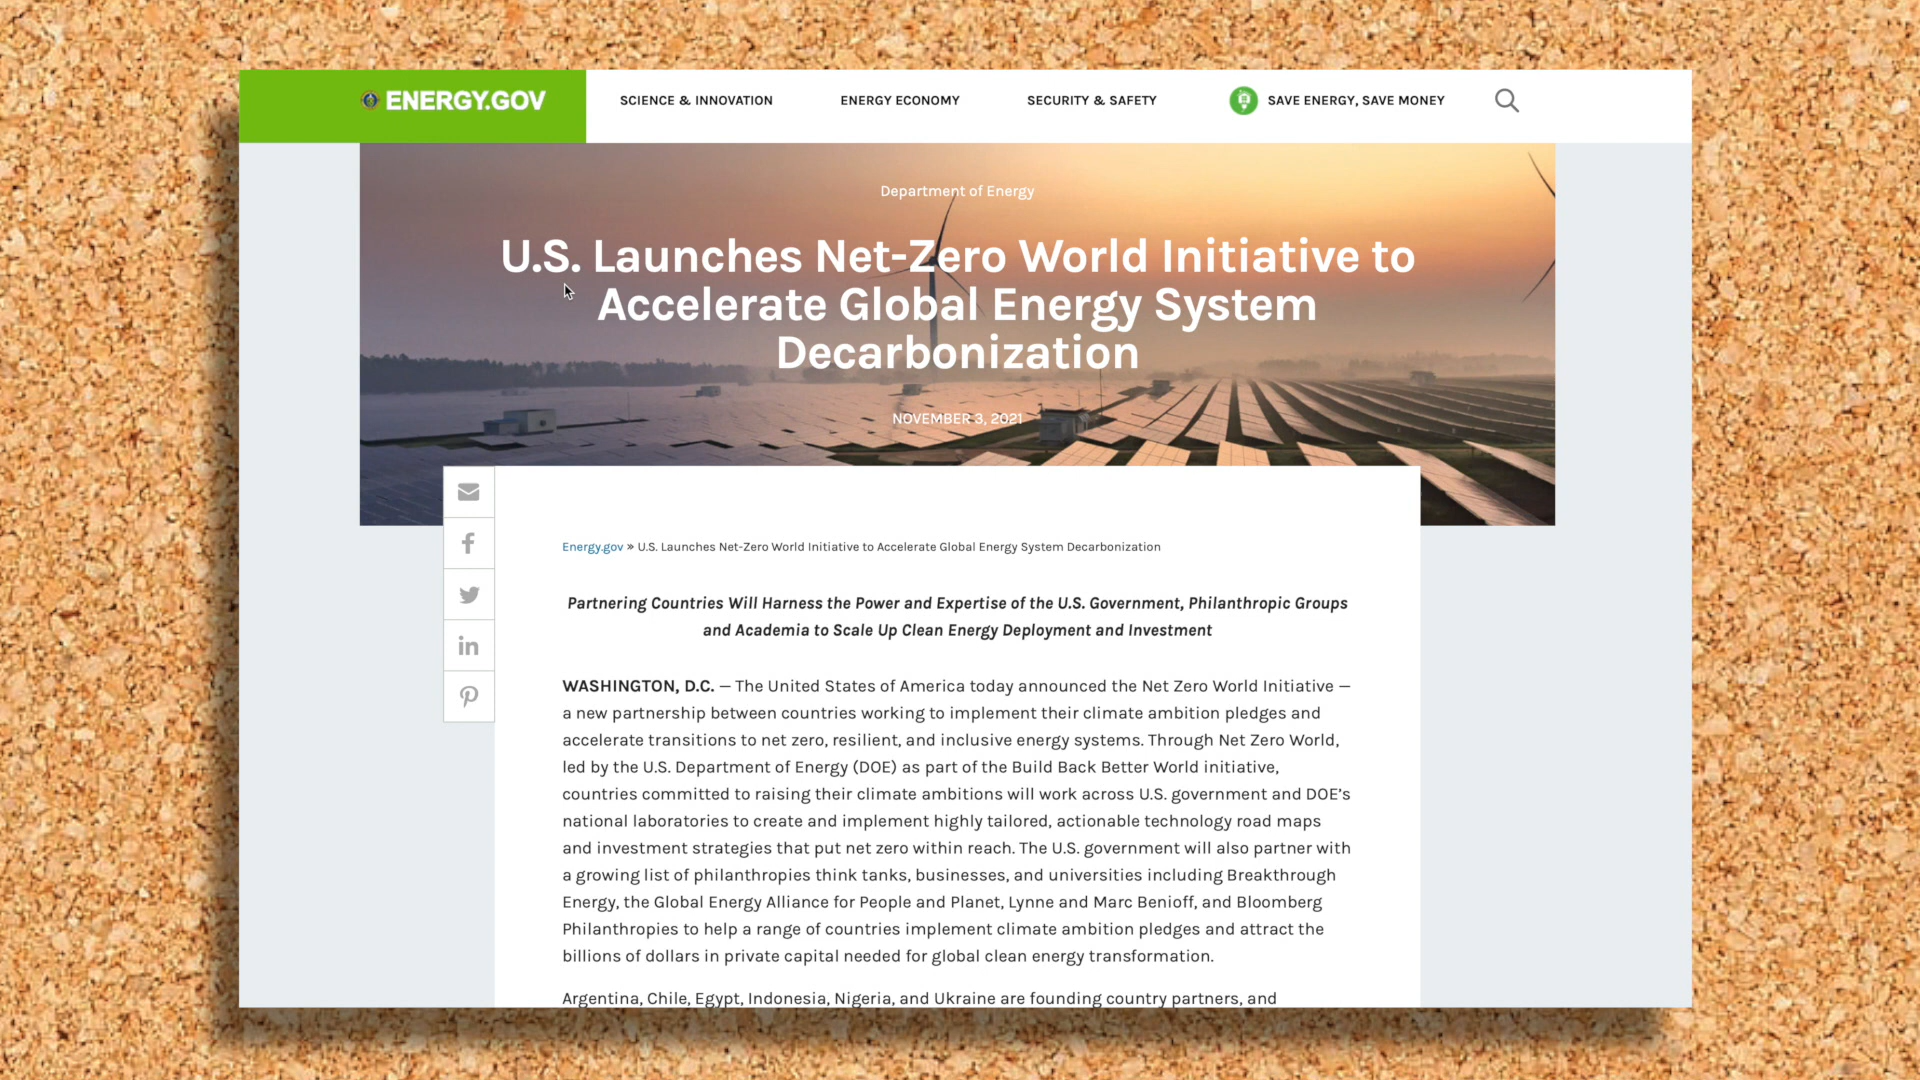 ENERGY.GOV
SCIENCE & INNOVATION
ENERGY ECONOMY
SECURITY & SAFETY
SAVE ENERGY, SAVE MONEY
Department of Energy
U.S. Launches Net-Zero World Initiative to
Accelerate Global Energy System
Decarbonization
NOVEMBER 3, 2021
Energy.gov » U.S. Launches Net-Zero World Initiative to Accelerate Global Energy System Decarbonization
Partnering Countries Will Harness the Power and Expertise of the U.S. Government, Philanthropic Groups
and Academia to Scale Up Clean Energy Deployment and Investment
WASHINGTON, D.C. — The United States of America today announced the Net Zero World Initiative —
a new partnership between countries working to implement their climate ambition pledges and
accelerate transitions to net zero, resilient, and inclusive energy systems. Through Net Zero World,
led by the U.S. Department of Energy (DOE) as part of the Build Back Better World initiative,
countries committed to raising their climate ambitions will work across U.S. government and DOE’s
national laboratories to create and implement highly tailored, actionable technology road maps
and investment strategies that put net zero within reach. The U.S. government will also partner with
a growing list of philanthropies think tanks, businesses, and universities including Breakthrough
Energy, the Global Energy Alliance for People and Planet, Lynne and Marc Benioff, and Bloomberg
Philanthropies to help a range of countries implement climate ambition pledges and attract the
billions of dollars in private capital needed for global clean energy transformation.
Argentina, Chile, Egypt, Indonesia, Nigeria, and Ukraine are founding country partners, and